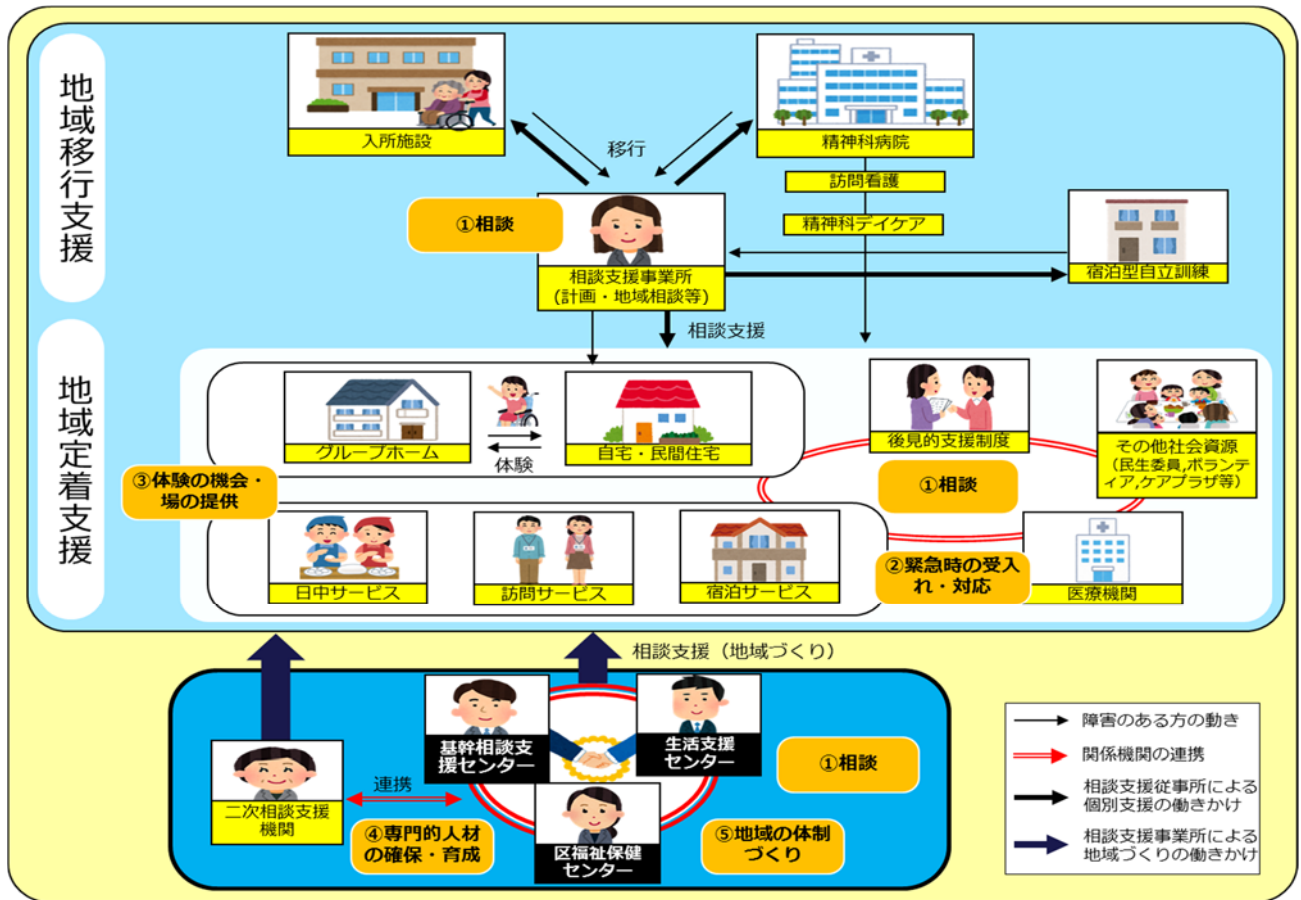 地域移行支援
入所施設
精神科病院
移行
訪問看護
①相談
精神科デイケア
相談支援事業所
(計画・地域相談等)
宿泊型自立訓練
相談支援
地域定着支援
グループホーム
体験
自宅・民間住宅
後見的支援制度
その他社会資源
（民生委員,ボランテ
ィア,ケアプラザ等）
③体験の機会・
場の提供
①相談
日中サービス
訪問サービス
宿泊サービス
②緊急時の受入
れ・対応
医療機関
相談支援（地域づくり）
基幹相談支
援センター
生活支援
センター
①相談
二次相談支援
機関
連携
④専門的人材
の確保・育成
区福祉保健
センター
⑤地域の体制
づくり
障害のある方の動き
関係機関の連携
相談支援従事所による
個別支援の働きかけ
相談支援事業所による
地域づくりの働きかけ